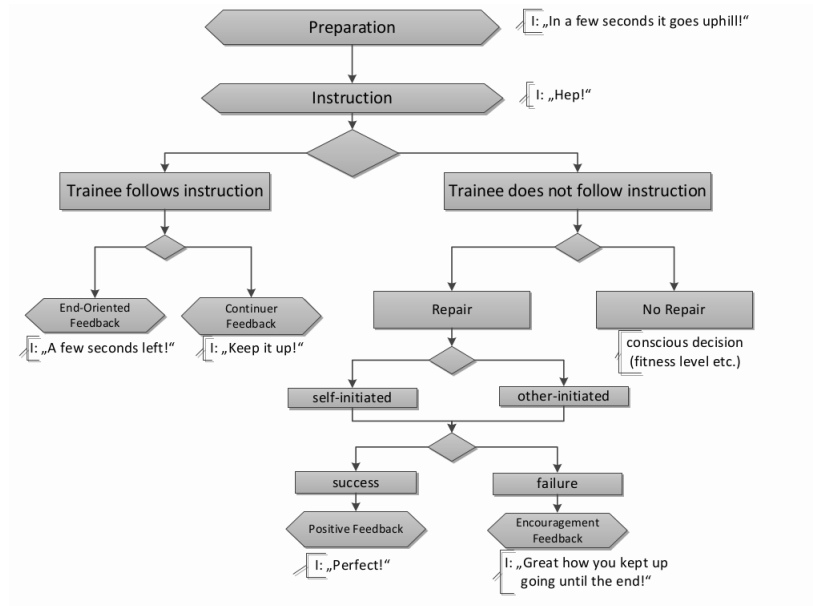 Preparation
I: „In a few seconds it goes uphill!“
Instruction
I: „Hep!“
Trainee follows instruction
Trainee does not follow instruction
End-Oriented
Feedback
I: „A few seconds left!“
Continuer
Feedback
I: „Keep it up!“
Repair
No Repair
conscious decision
(fitness level etc.)
self-initiated
other-initiated
success
failure
Positive Feedback
I: „Perfect!“
Encouragement
Feedback
I: „Great how you kept up
going until the end!“